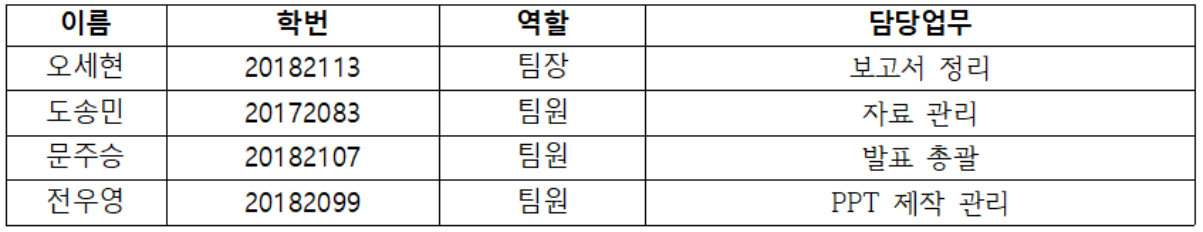 이름 학번 역할 담당업무
오세현 20182113 팀장 보고서 정리
도송민 20172083 팀원 자료 관리
문주승 20182107 팀원 발표 총괄
전우영 20182099 팀원 PPT 제작 관리